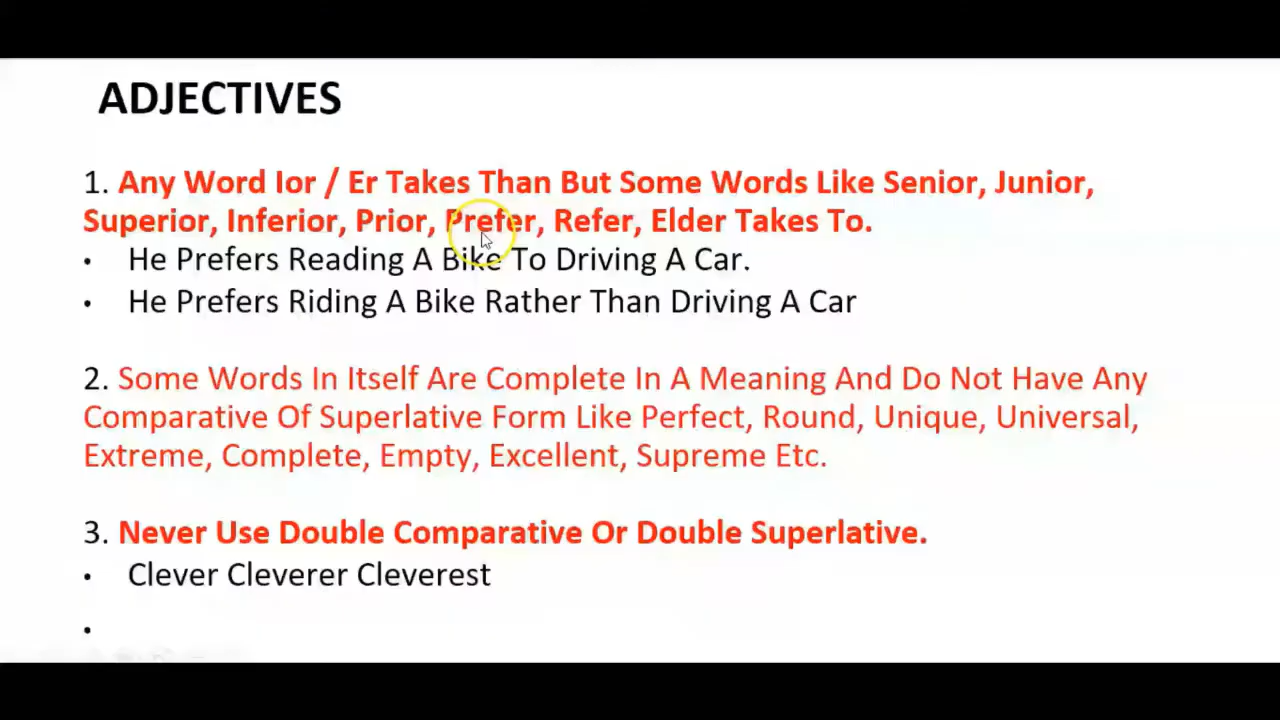 ADJECTIVES
1. Any Word Ior / Er Takes Than But Some Words Like Senior, Junior,
Superior, Inferior, Prior, Prefer, Refer, Elder Takes To.
• He Prefers Reading A Bike To Driving A Car.
• He Prefers Riding A Bike Rather Than Driving A Car
2. Some Words In Itself Are Complete In A Meaning And Do Not Have Any
Comparative Of Superlative Form Like Perfect, Round, Unique, Universal,
Extreme, Complete, Empty, Excellent, Supreme Etc.
3. Never Use Double Comparative Or Double Superlative.
• Clever Cleverer Cleverest
•